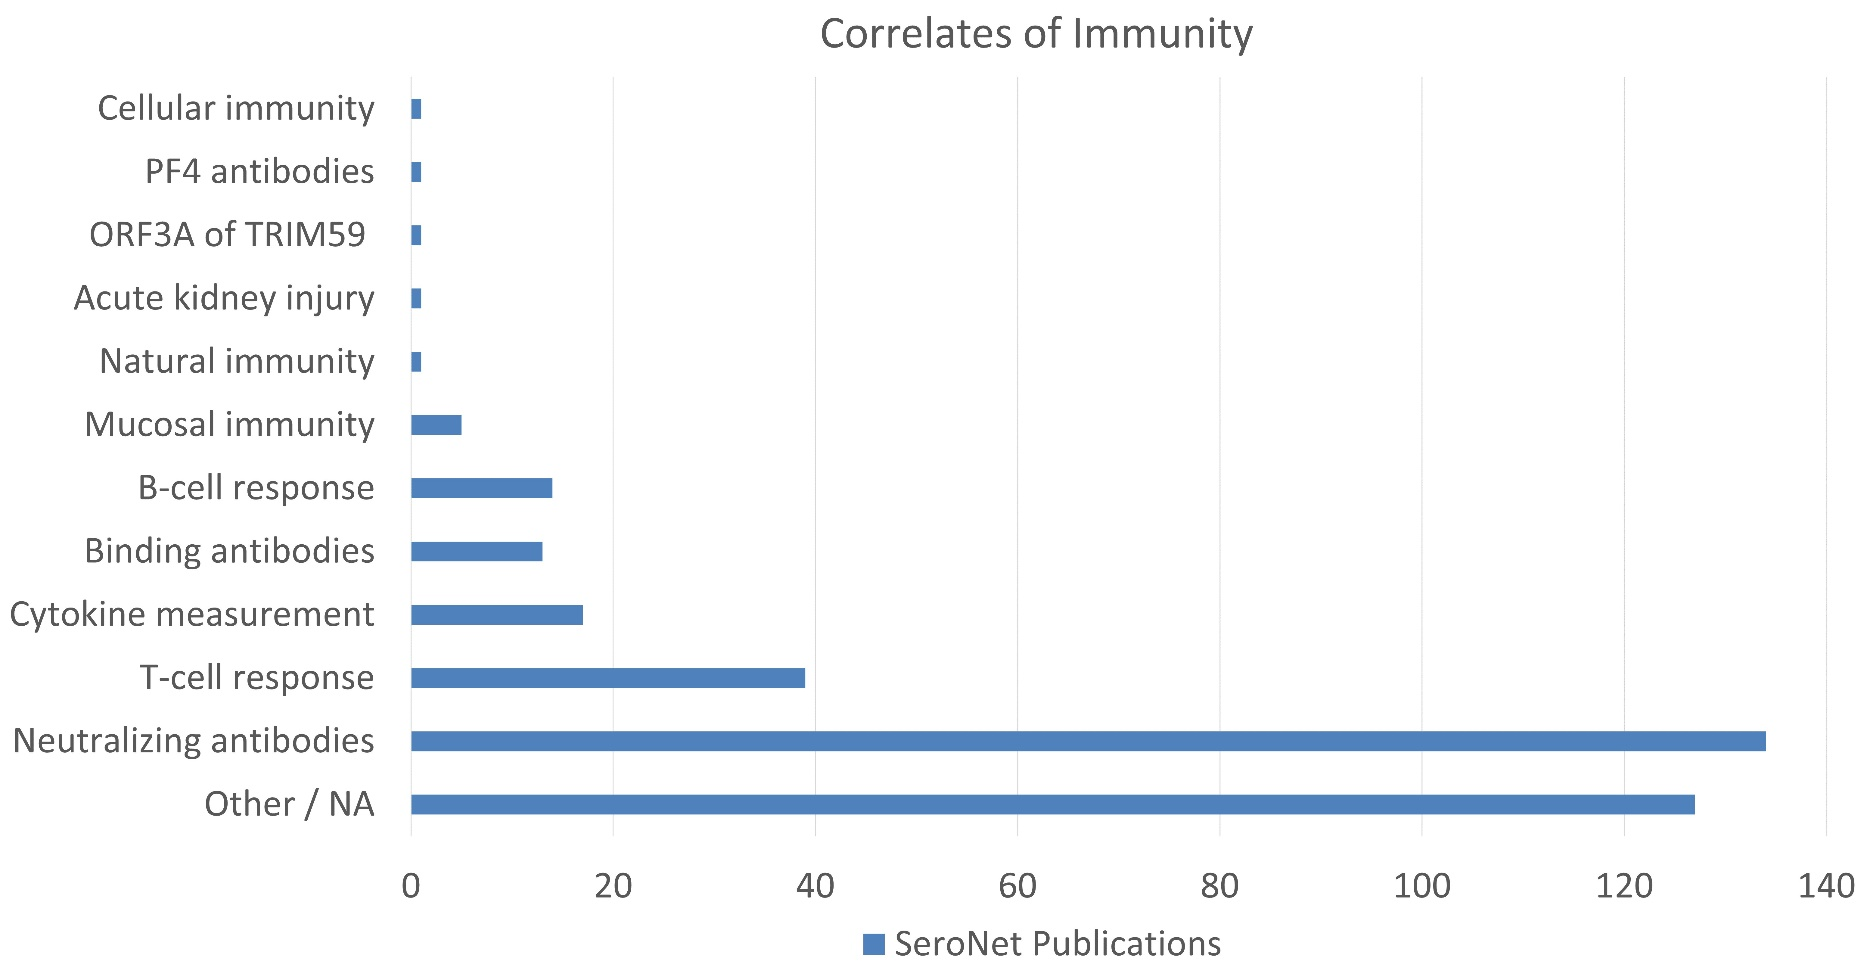 Correlates of Immunity
Cellular immunity
PF4 antibodies
ORF3A of TRIM59
Acute kidney injury
Natural immunity
Mucosal immunity
B-cell response
Binding antibodies
Cytokine measurement
T-cell response
Neutralizing antibodies
Other / NA
0 20 40 60 80 100 120 140
SeroNet Publications